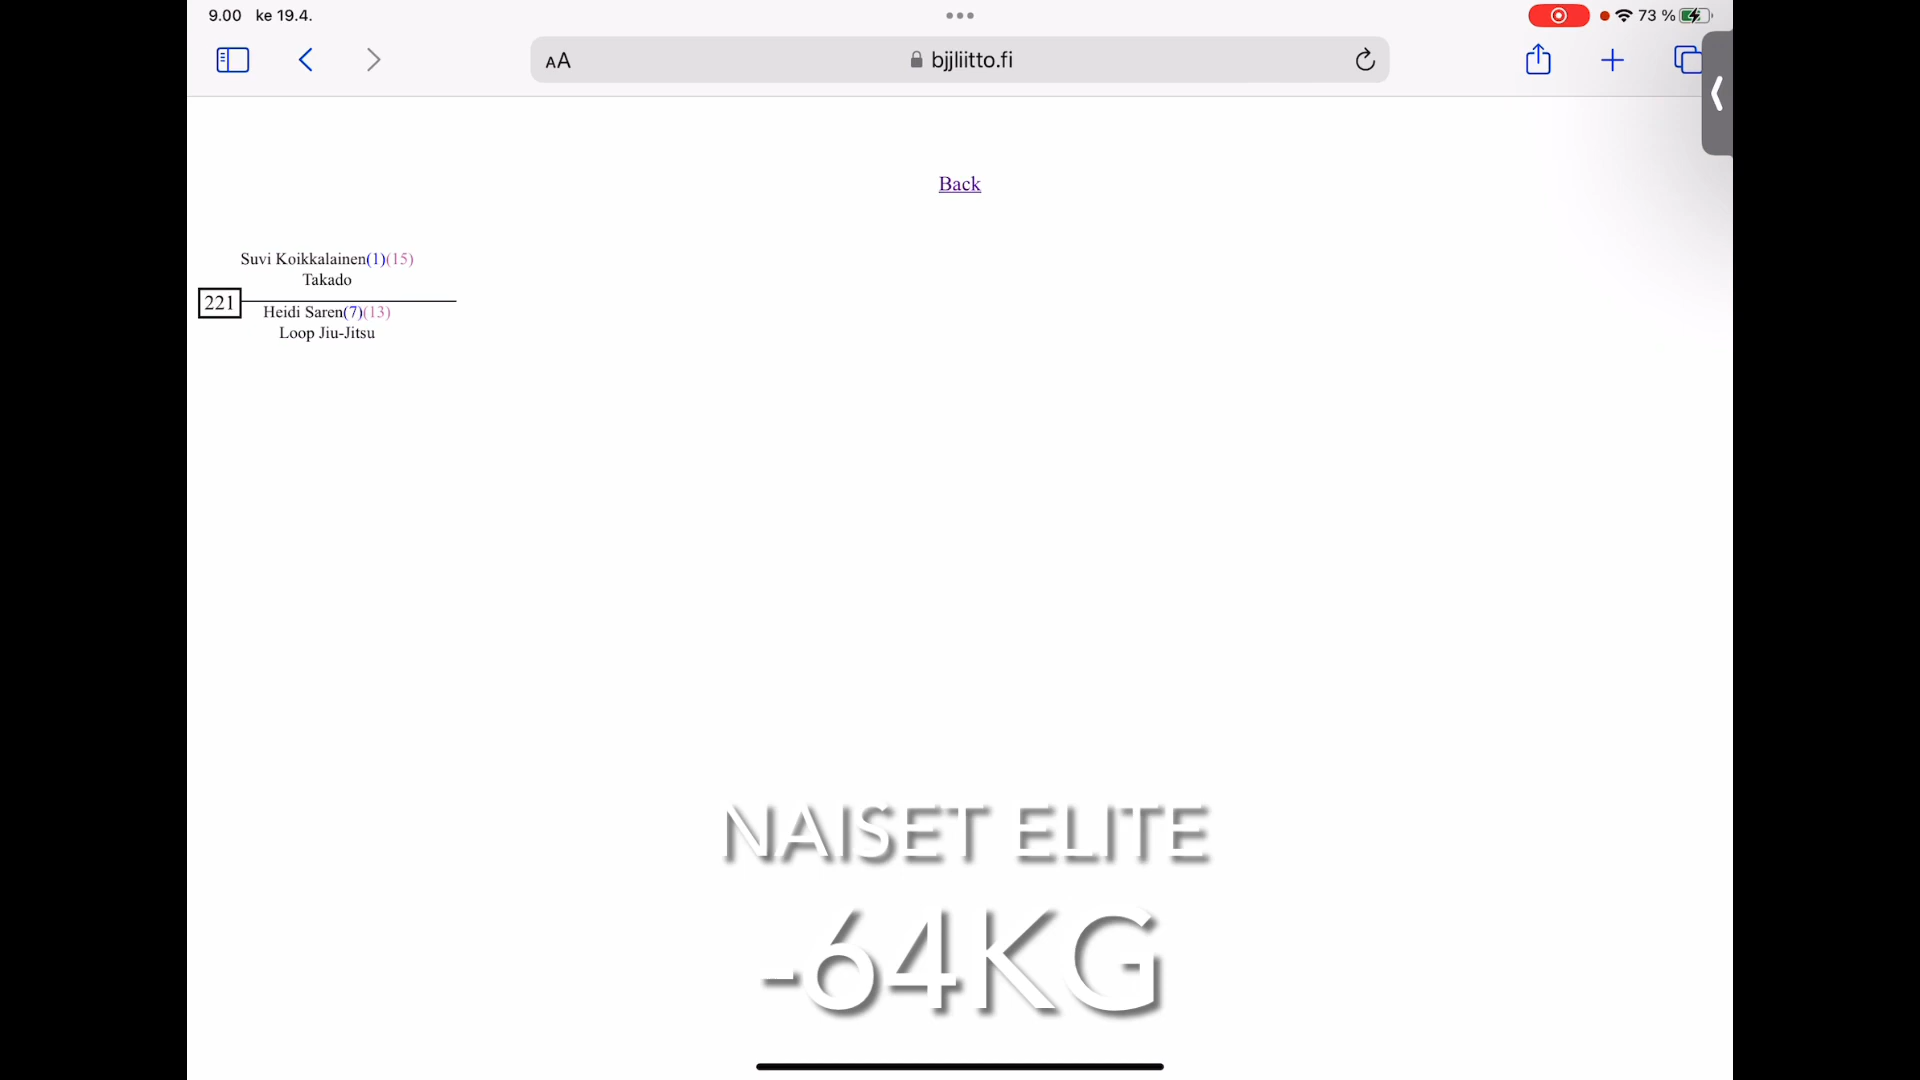 9.00 ke 19.4.
73 %
AA
bjjliitto.fi
Back
Suvi Koikkalainen(1)(15)
Takado
221
Heidi Saren(7)(13)
Loop Jiu-Jitsu
NAISET ELITE
-64KG